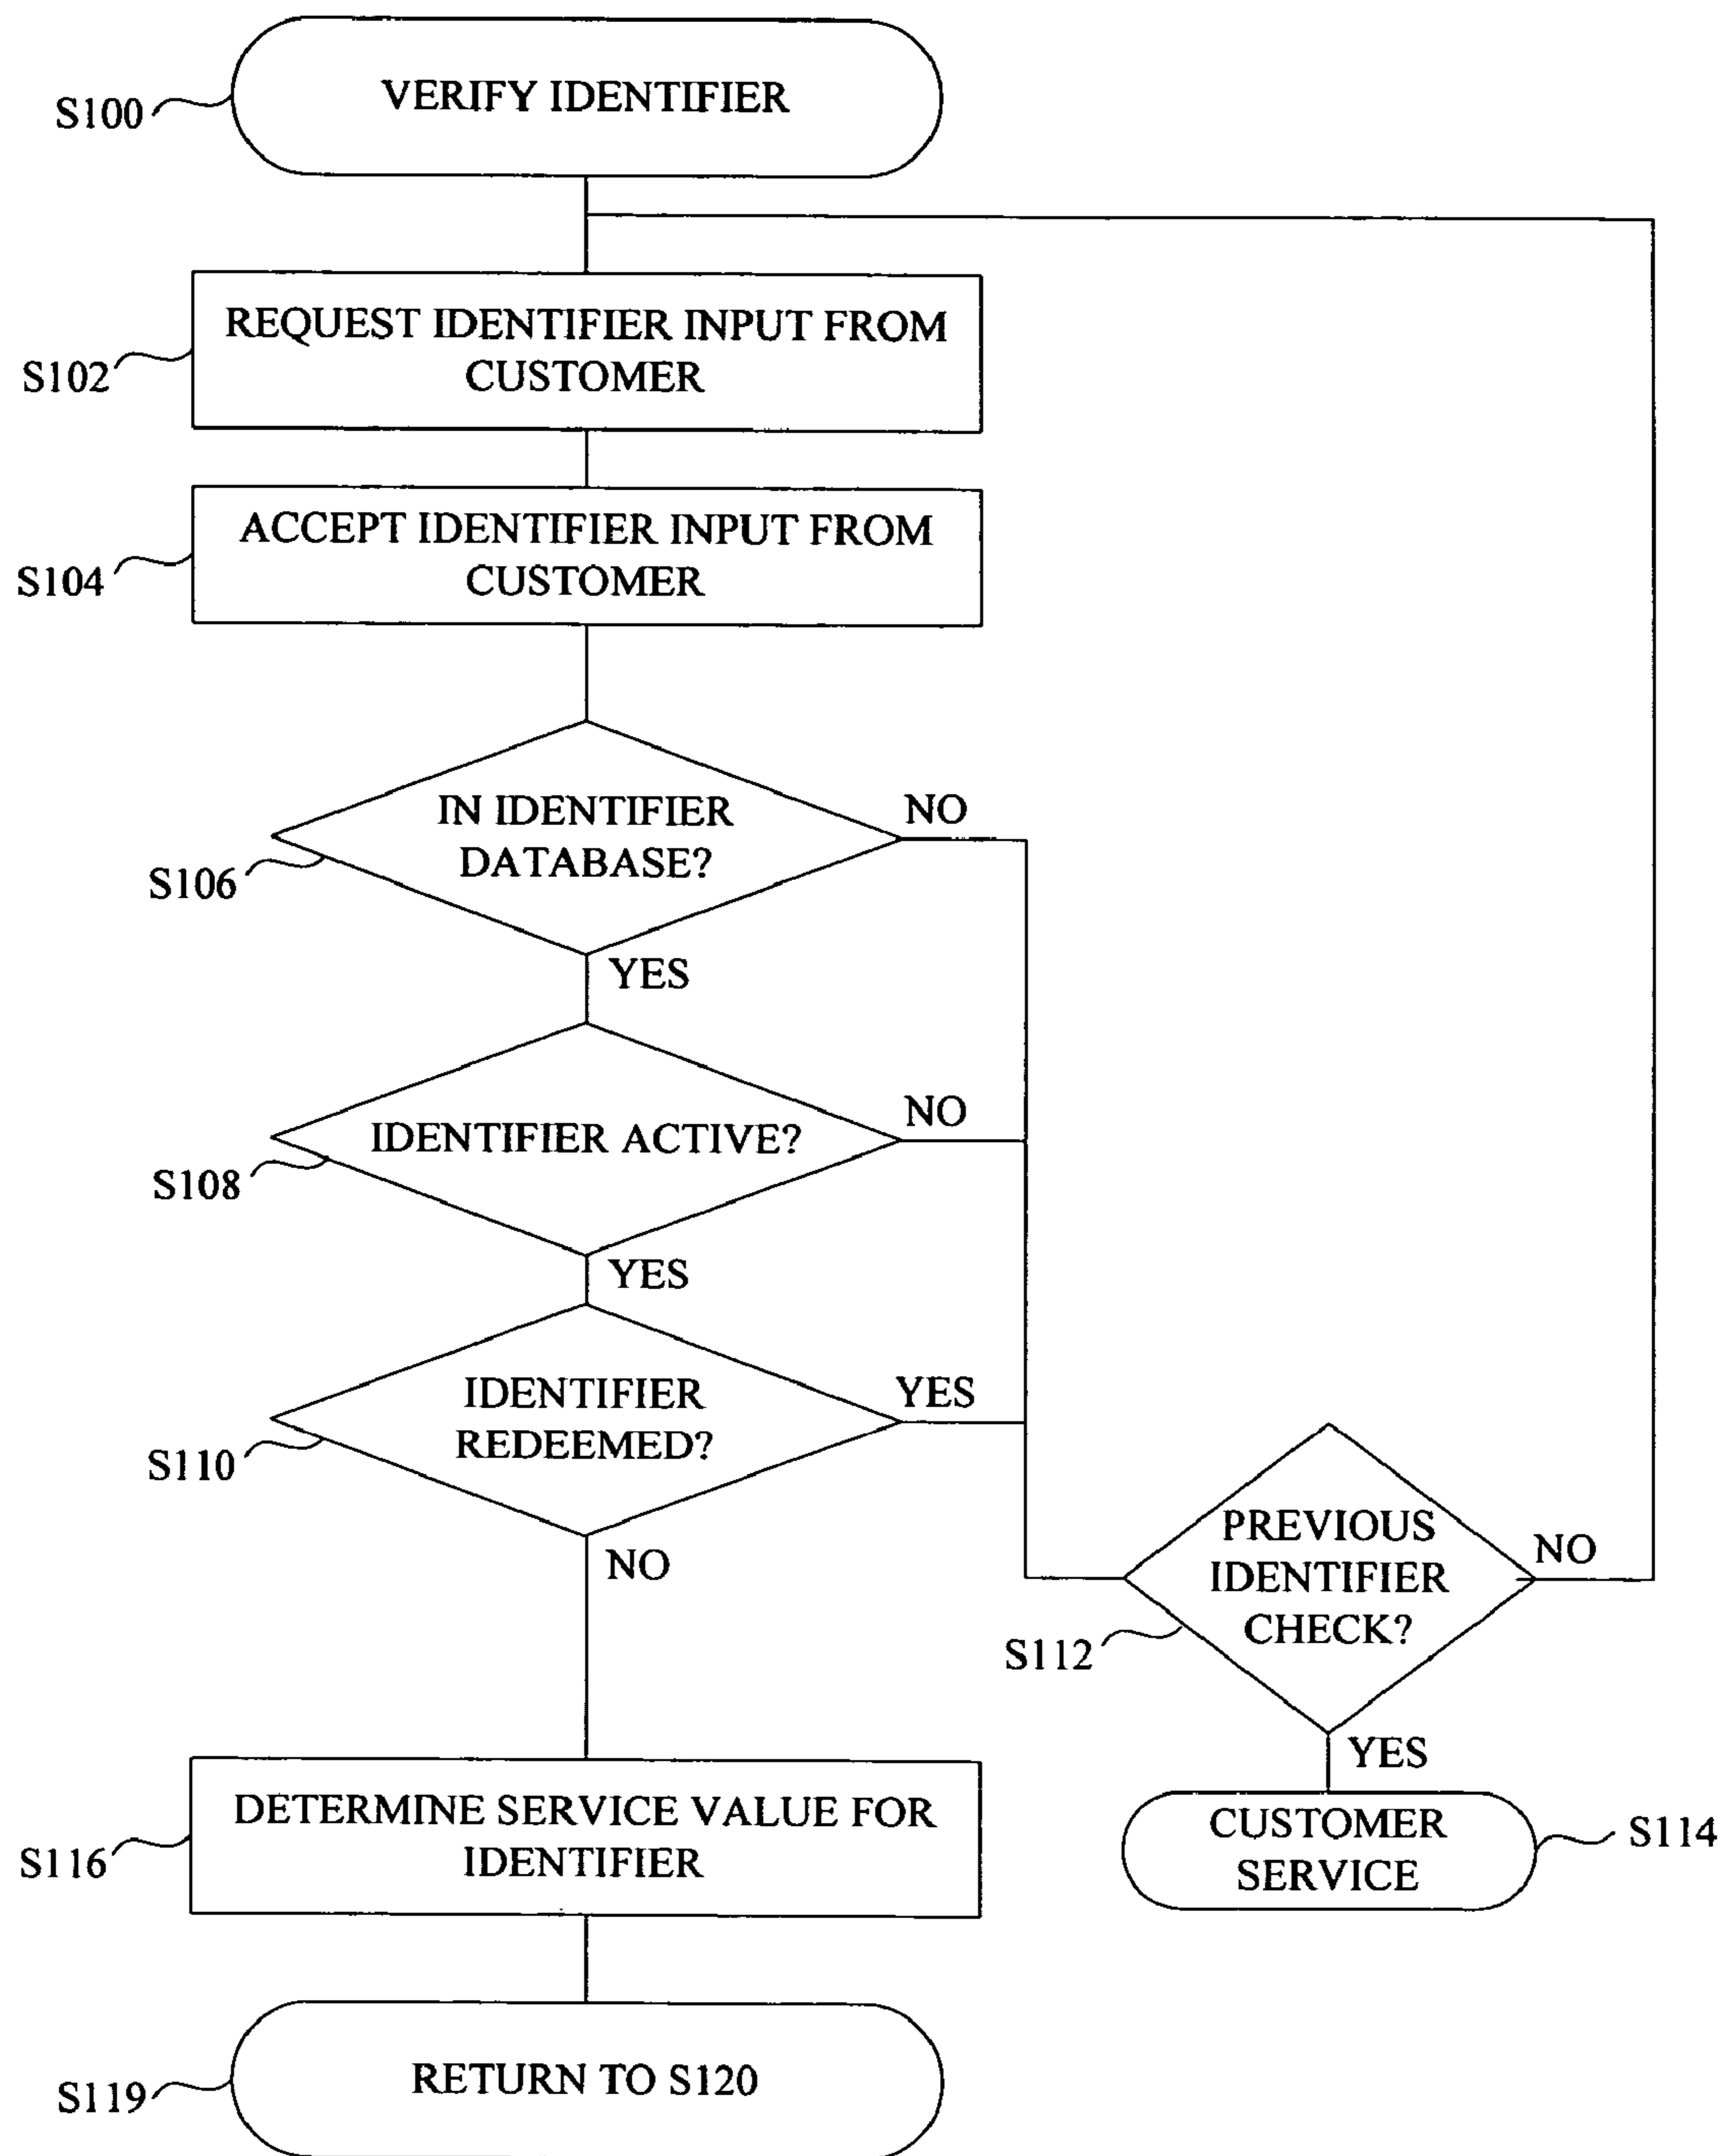 VERIFY IDENTIFIER
S100
REQUEST IDENTIFIER INPUT FROM
CUSTOMER
S102
ACCEPT IDENTIFIER INPUT FROM
CUSTOMER
S104
IN IDENTIFIER
DATABASE?
NO
S106
YES
IDENTIFIER ACTIVE?
NO
S108
YES
IDENTIFIER
REDEEMED?
YES
S110
NO
PREVIOUS
IDENTIFIER
CHECK?
NO
S112
YES
CUSTOMER
SERVICE
S114
DETERMINE SERVICE VALUE FOR
IDENTIFIER
S116
RETURN TO S120
S119